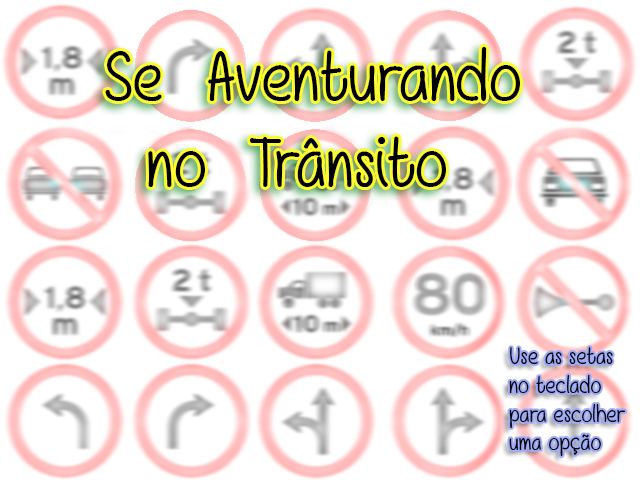 1,8 m
2 t
Se Aventurando
no Trânsito
10 m
,8 m
1,8 m
2 t
10 m
80 km/h
Use as setas
no teclado
para escolher
uma opção